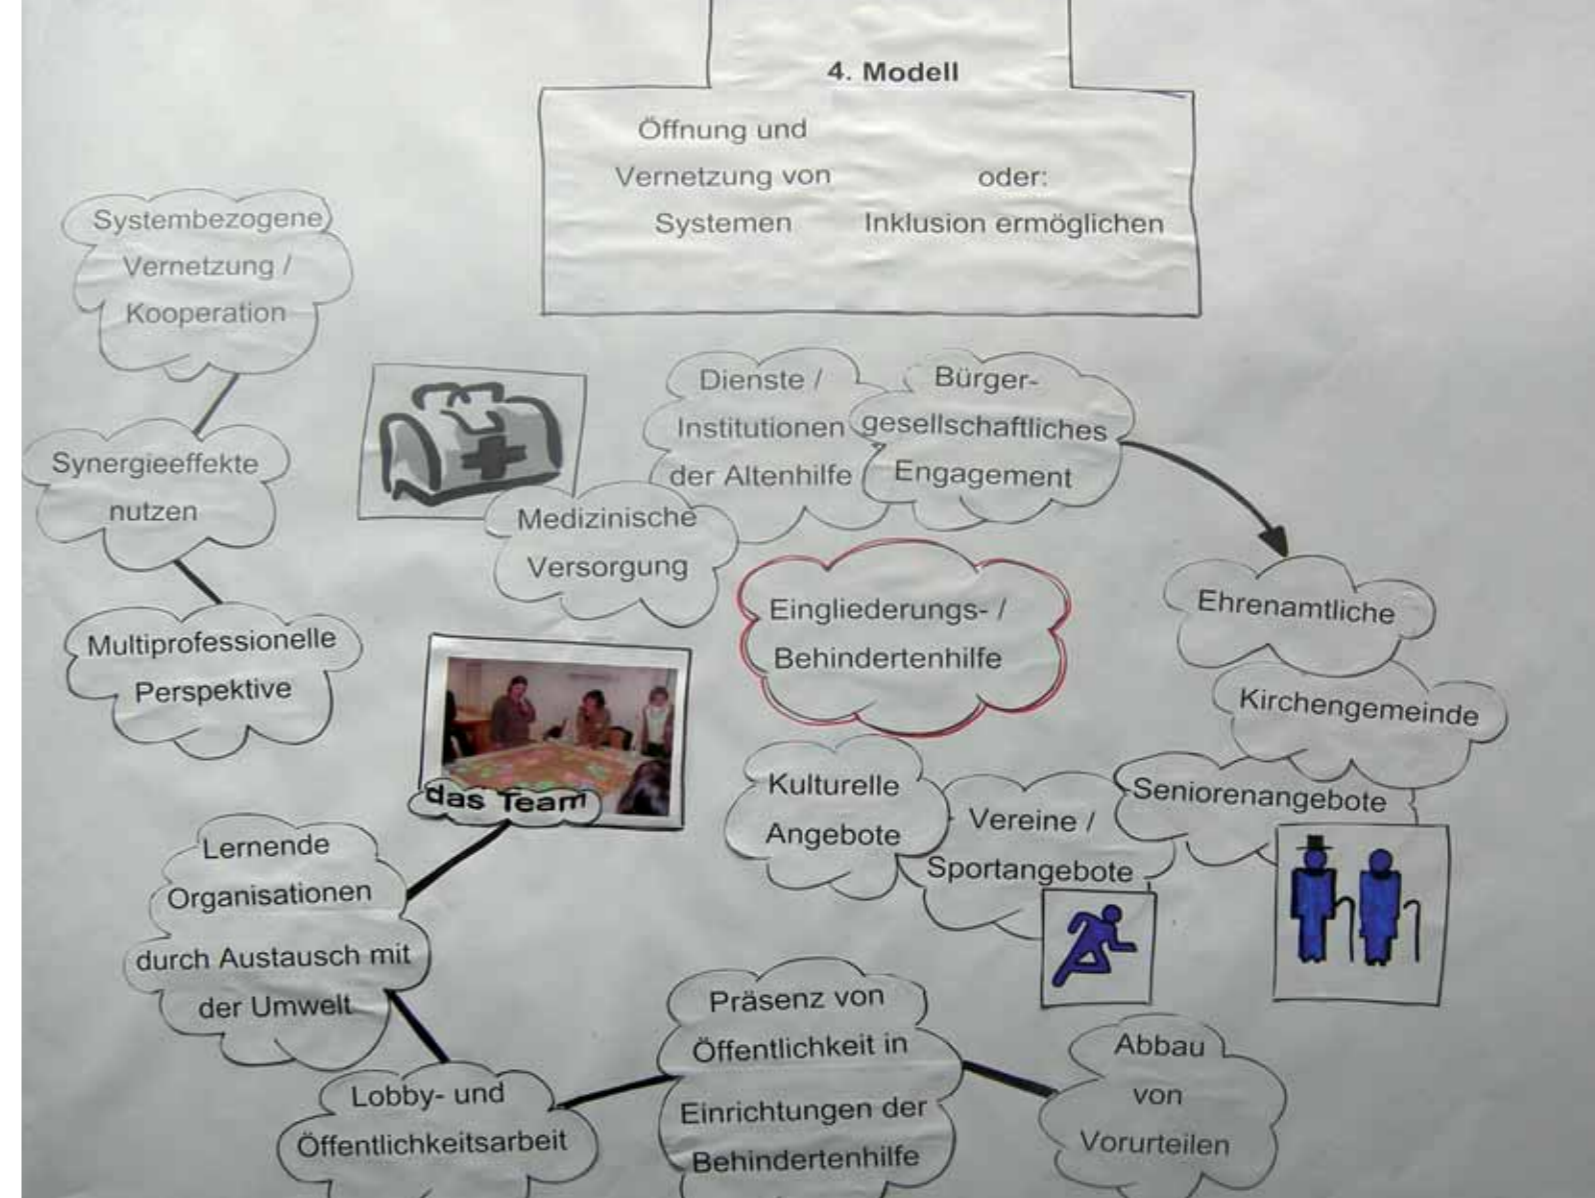 4. Modell
Öffnung und
Vernetzung von
Systemen
oder:
Inklusion ermöglichen
Systembezogene
Vernetzung /
Kooperation
Synergieeffekte
nutzen
Multiprofessionelle
Perspektive
Medizinische
Versorgung
Dienste /
Institutionen
der Altenhilfe
Bürger-
gesellschaftliches
Engagement
Eingliederungs- /
Behindertenhilfe
Ehrenamtliche
Kirchengemeinde
Seniorenangebote
Vereine /
Sportangebote
Kulturelle
Angebote
das Team
Lernende
Organisationen
durch Austausch mit
der Umwelt
Lobby- und
Öffentlichkeitsarbeit
Präsenz von
Öffentlichkeit in
Einrichtungen der
Behindertenhilfe
Abbau
von
Vorurteilen